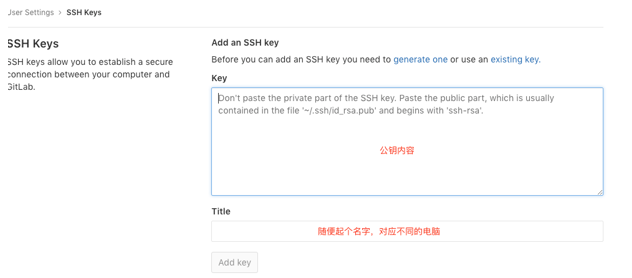 User Settings > SSH Keys
SSH Keys
SSH keys allow you to establish a secure
connection between your computer and
GitLab.
Add an SSH key
Before you can add an SSH key you need to generate one or use an existing key.
Key
Don't paste the private part of the SSH key. Paste the public part, which is usually
contained in the file '~/.ssh/id_rsa.pub' and begins with 'ssh-rsa'.
公钥内容
Title
随便起个名字，对应不同的电脑
Add key